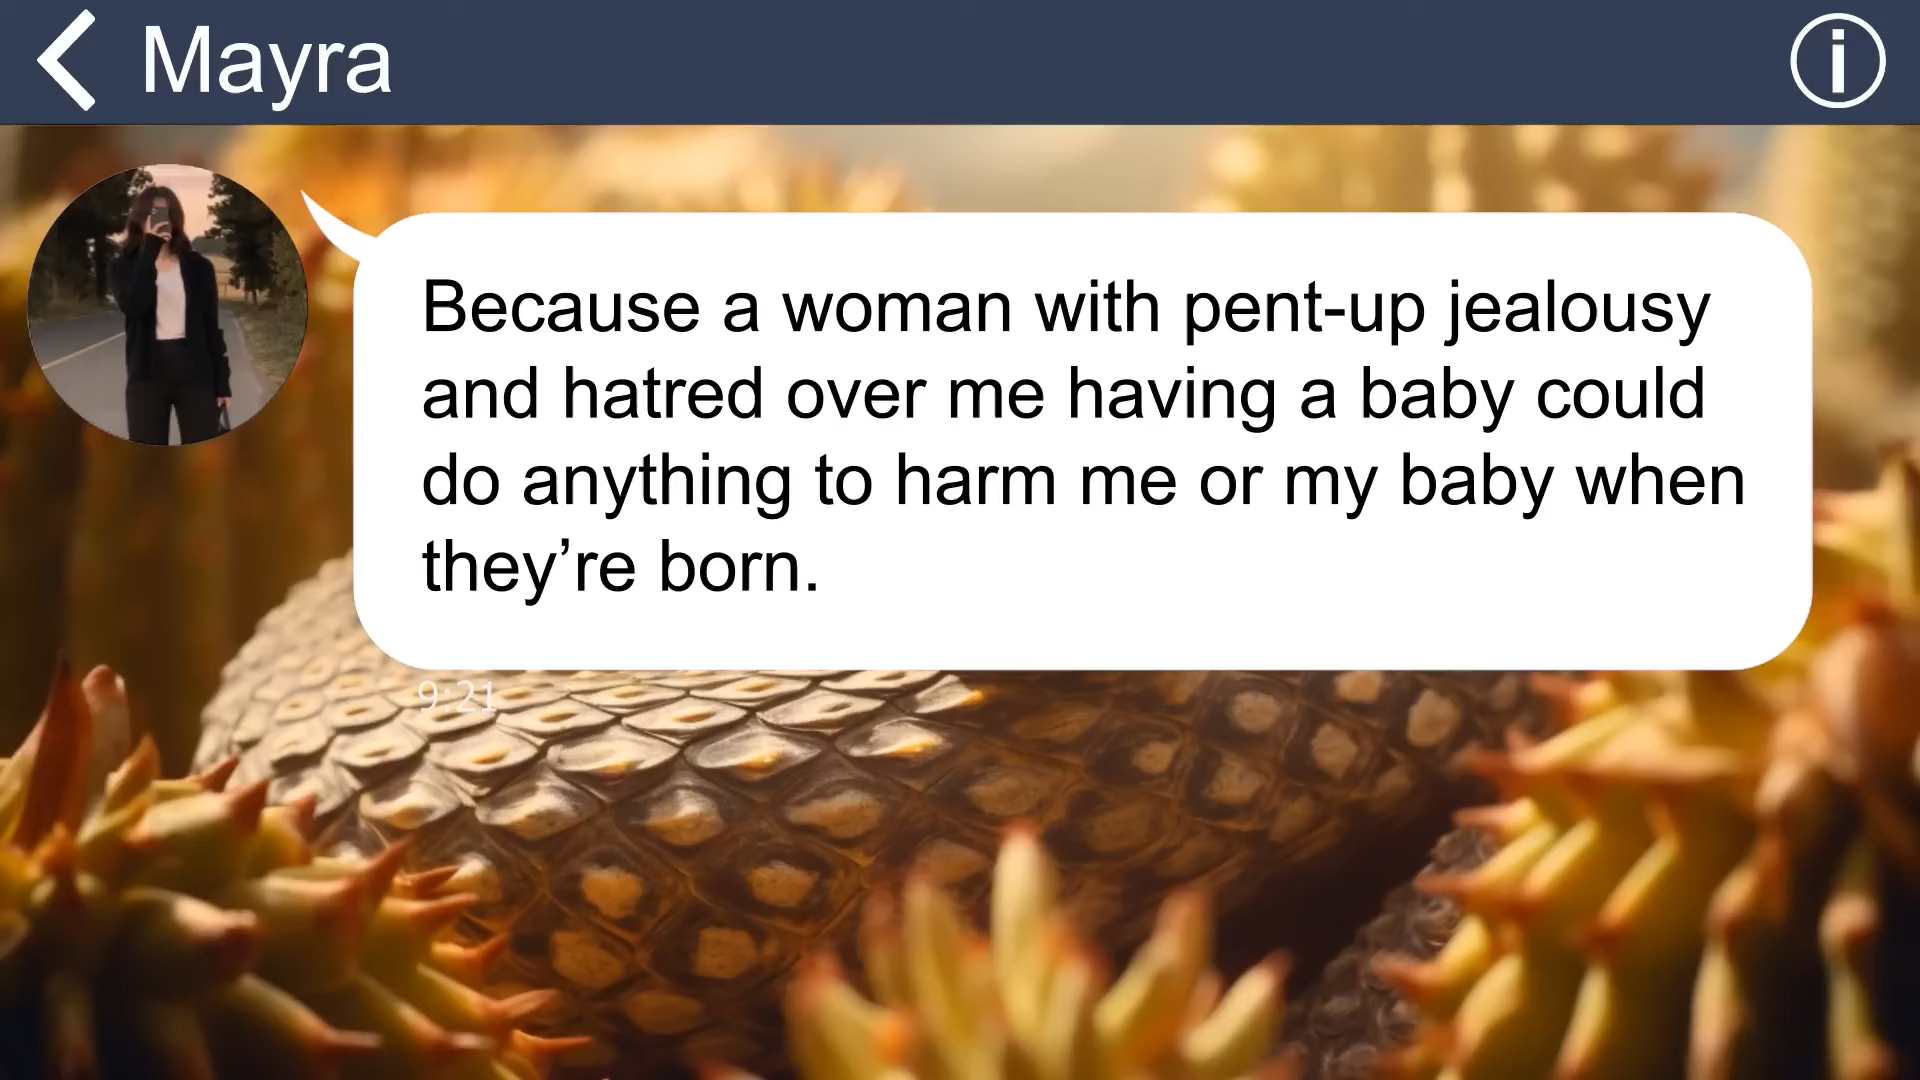 Mayra
Because a woman with pent-up jealousy
and hatred over me having a baby could
do anything to harm me or my baby when
they’re born.
9:21